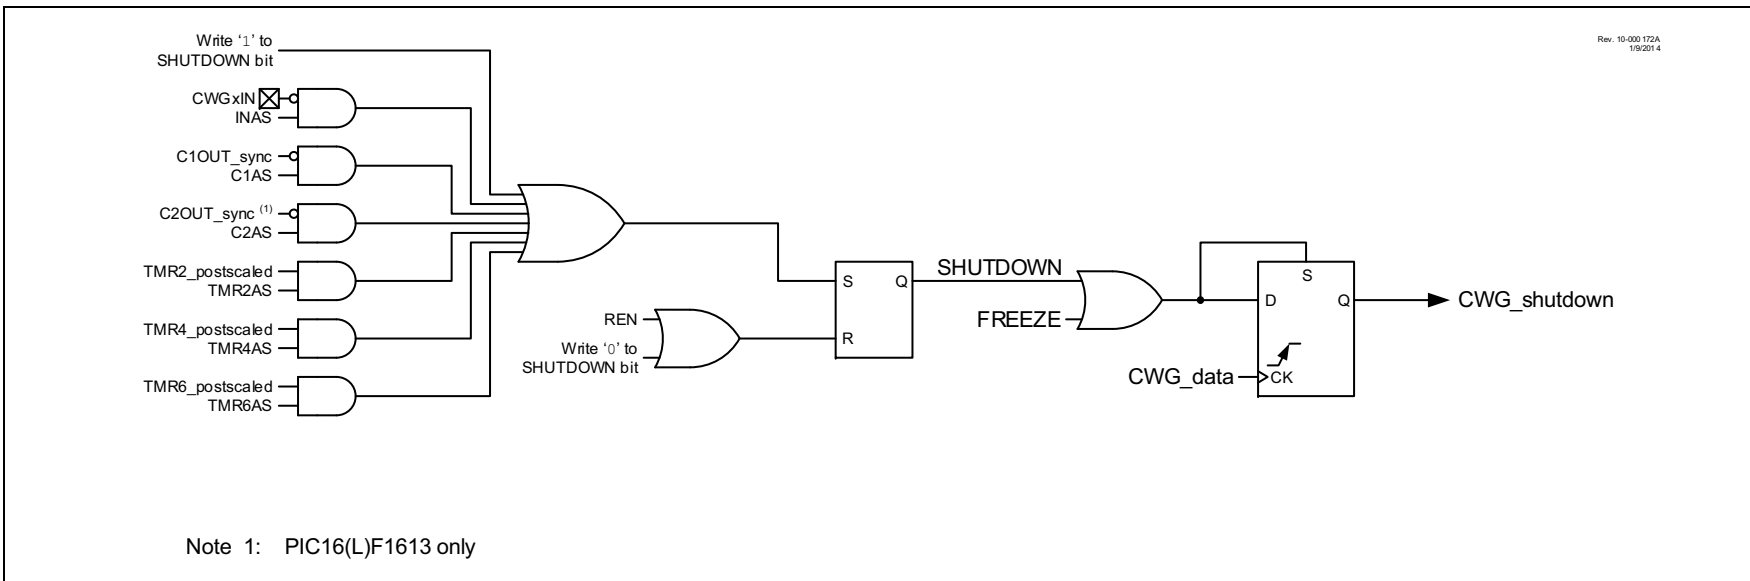 Write ‘1’ to
SHUTDOWN bit
Rev. 10-000 172A
1/9/201 4
CWGxIN
INAS
C1OUT_sync
C1AS
C2OUT_sync (1)
C2AS
TMR2_postscaled
TMR2AS
SHUTDOWN
S
S
Q
D
Q
CWG_shutdown
REN
FREEZE
TMR4_postscaled
TMR4AS
R
Write ‘0’ to
SHUTDOWN bit
CWG_data
CK
TMR6_postscaled
TMR6AS
Note 1: PIC16(L)F1613 only